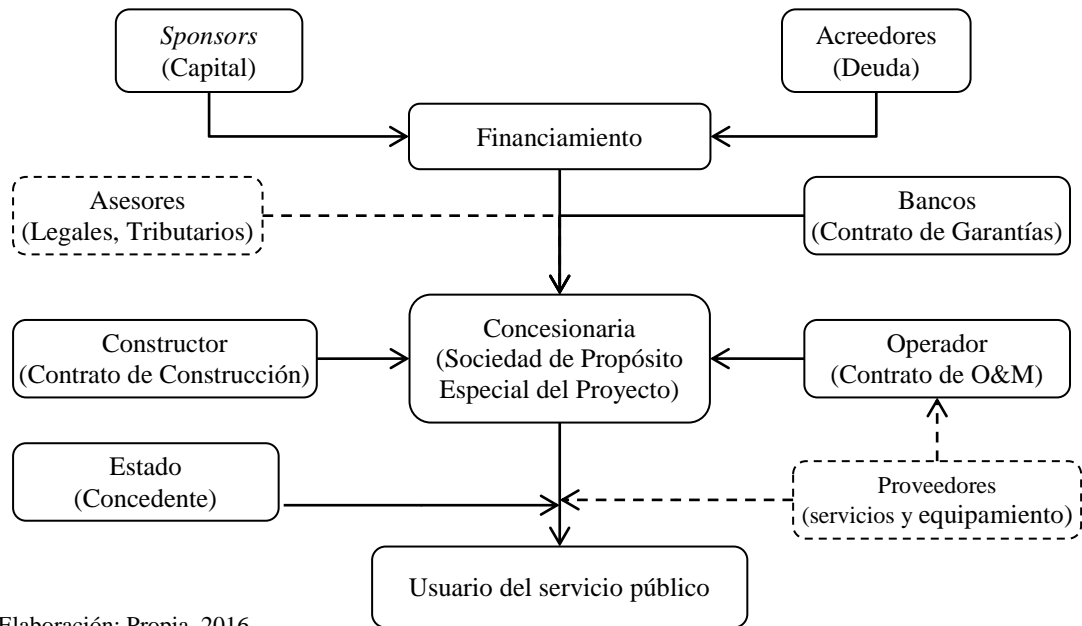 Sponsors
(Capital)
Acreedores
(Deuda)
Financiamiento
Asesores
(Legales, Tributarios)
Bancos
(Contrato de Garantías)
Constructor
(Contrato de Construcción)
Concesionaria
(Sociedad de Propósito
Especial del Proyecto)
Operador
(Contrato de O&M)
Estado
(Concedente)
Proveedores
(servicios y equipamiento)
Usuario del servicio público
Elaboración: Propia, 2016